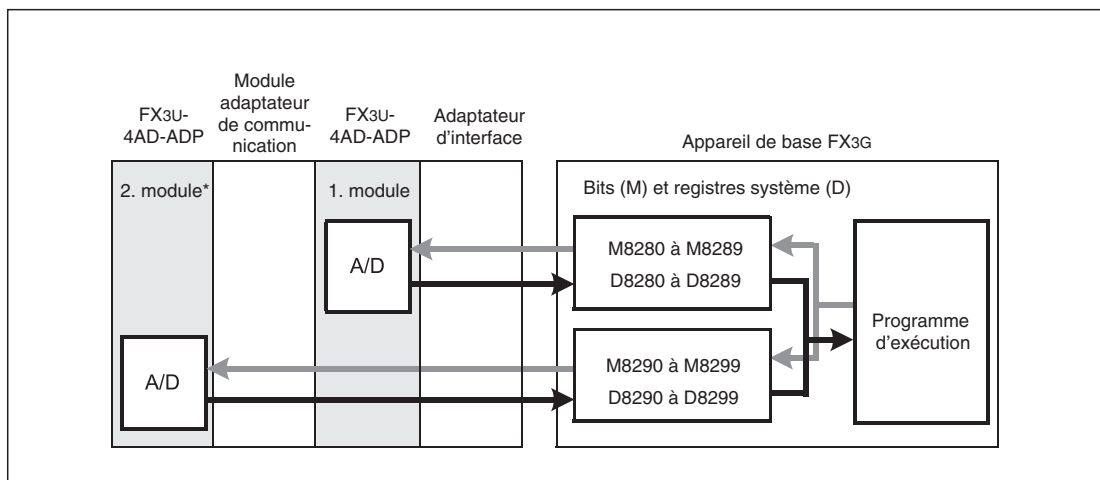 FX3U-
4AD-ADP
Module
adaptateur
de commu-
nication
FX3U-
4AD-ADP
Adaptateur
d'interface
Appareil de base FX3G
2. module*
1. module
Bits (M) et registres système (D)
A/D
M8280 à M8289
D8280 à D8289
Programme
d'exécution
A/D
M8290 à M8299
D8290 à D8299